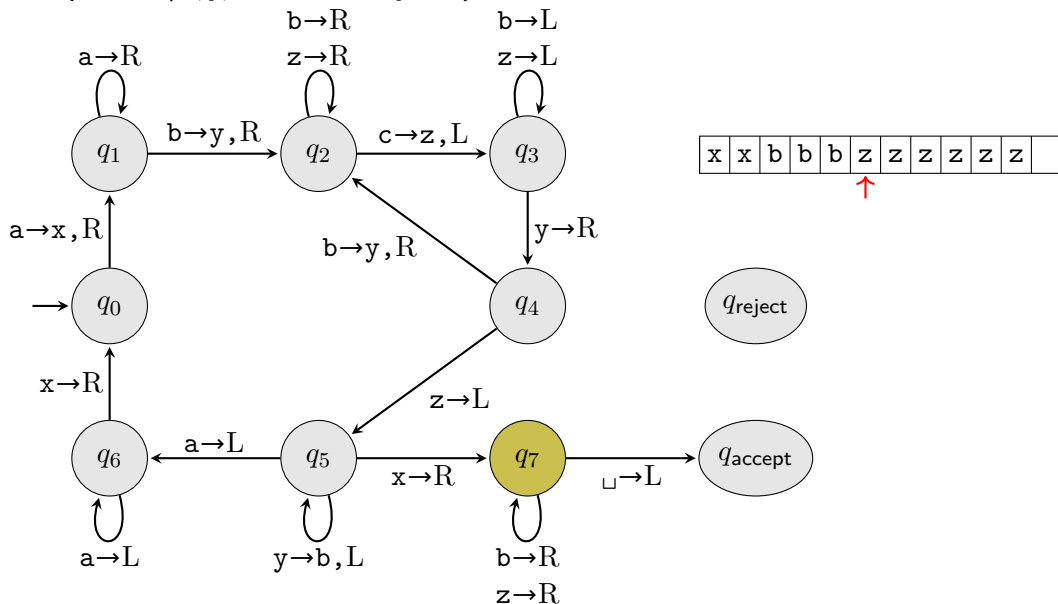 b→R
z→R
b→L
z→L
a→R
q1
b→y,R
q2
c→z,L
q3
x x b b b z z z z z z
a→x,R
b→y,R
y→R
q0
q4
qreject
x→R
z→L
q6
a→L
q5
x→R
q7
␣→L
qaccept
a→L
y→b,L
b→R
z→R